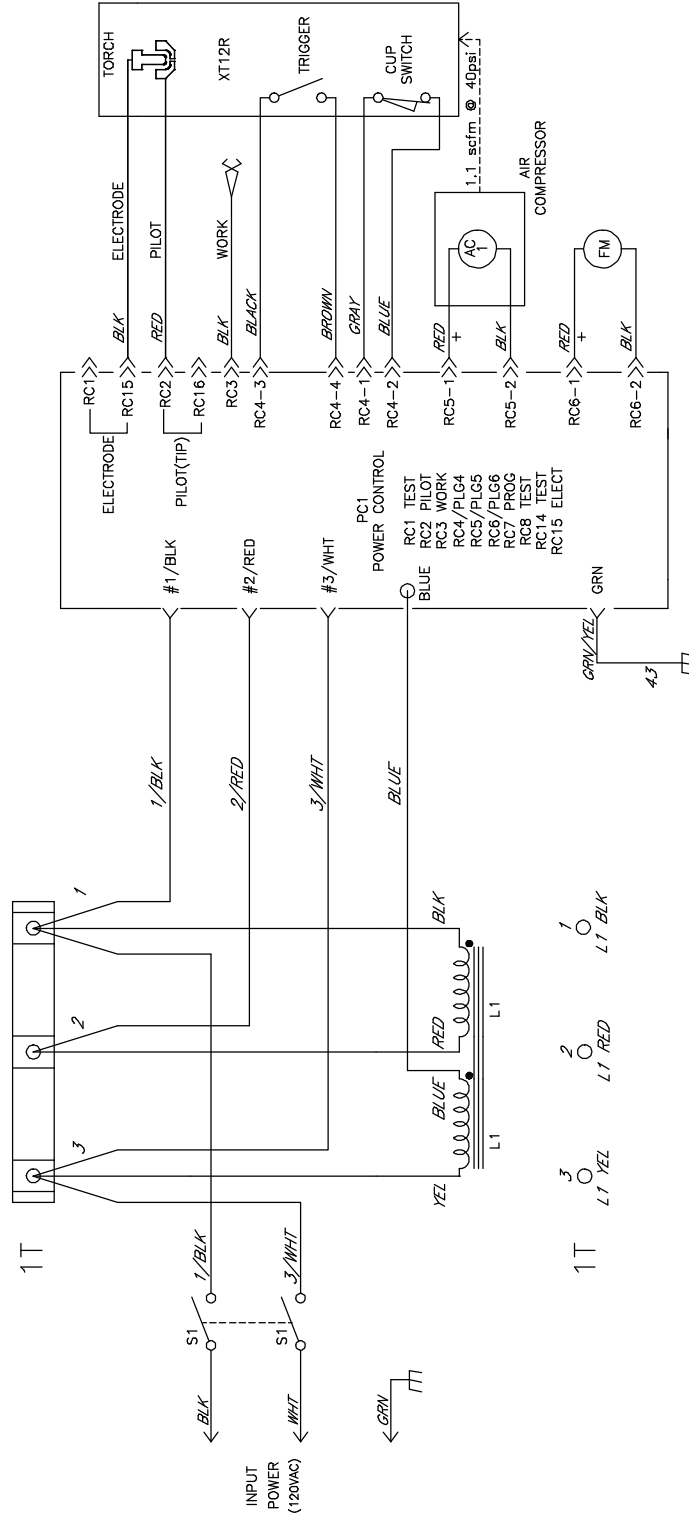 INPUT
POWER
(120VAC)
BLK
WHT
GRN
S1
S1
1/BLK
3/WHT
1T
3
2
1
YEL
BLUE
RED
BLK
L1
L1
1T
3
L1 YEL
2
L1 RED
1
L1 BLK
1/BLK
2/RED
3/WHT
BLUE
GRN/YEL
43
#1/BLK
#2/RED
#3/WHT
BLUE
GRN
PC1
POWER CONTROL
RC1 TEST
RC2 PILOT
RC3 WORK
RC4/PLG4
RC5/PLG5
RC6/PLG6
RC7 PROG
RC8 TEST
RC14 TEST
RC15 ELECT
ELECTRODE
PILOT(TIP)
RC1
RC15
RC2
RC16
RC3
RC4-3
RC4-4
RC4-1
RC4-2
RC5-1
RC5-2
RC6-1
RC6-2
BLK
RED
BLK
BLACK
BROWN
GRAY
BLUE
RED
+
BLK
RED
+
BLK
ELECTRODE
PILOT
WORK
TORCH
XT12R
TRIGGER
CUP
SWITCH
1.1 scfm @ 40psi
AC
1
AIR
COMPRESSOR
FM